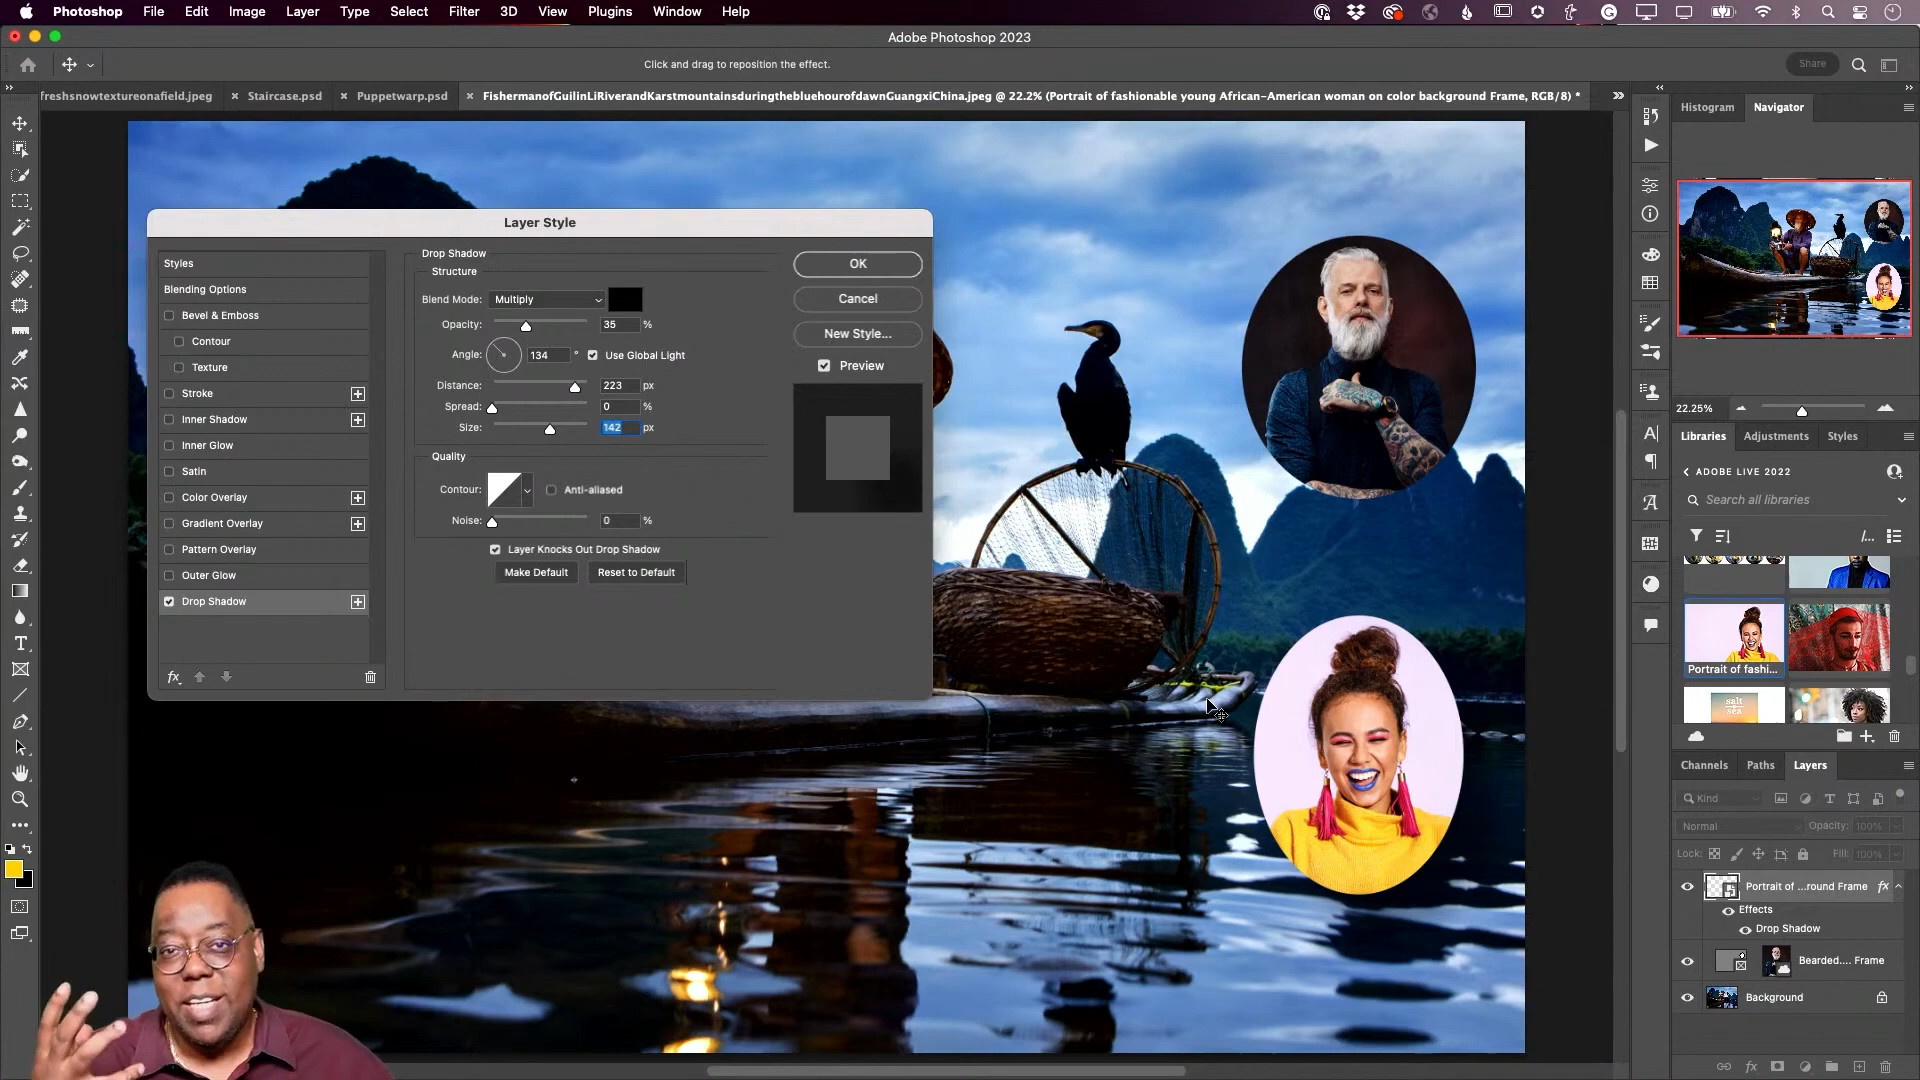 Photoshop File Edit Image Layer Type Select Filter 3D View Plugins Window Help
Adobe Photoshop 2023
Click and drag to reposition the effect.
Share
freshsnowtextureonafield.jpeg × Staircase.psd × Puppetwarp.psd × FishermanofGuilinLiRiverandKarstmountainsduringthebluehourofdawnGuangxiChina.jpeg @ 22.2% (Portrait of fashionable young African-American woman on color background Frame, RGB/8) *
Histogram Navigator
Layer Style
Styles
Blending Options
Bevel & Emboss
Contour
Texture
Stroke
Inner Shadow
Inner Glow
Satin
Color Overlay
Gradient Overlay
Pattern Overlay
Outer Glow
Drop Shadow
fx
Drop Shadow
Structure
Blend Mode: Multiply
Opacity: 35 %
Angle: 134 ° Use Global Light
Distance: 223 px
Spread: 0 %
Size: 142 px
Quality
Contour: Anti-aliased
Noise: 0 %
Layer Knocks Out Drop Shadow
Make Default Reset to Default
OK
Cancel
New Style...
Preview
22.25%
Libraries Adjustments Styles
ADOBE LIVE 2022
Search all libraries
/...
Portrait of fashi...
salt
sea
Channels Paths Layers
Kind
Normal Opacity: 100%
Lock: Fill: 100%
Portrait of ...round Frame fx
Effects
Drop Shadow
Bearded.... Frame
Background
fx